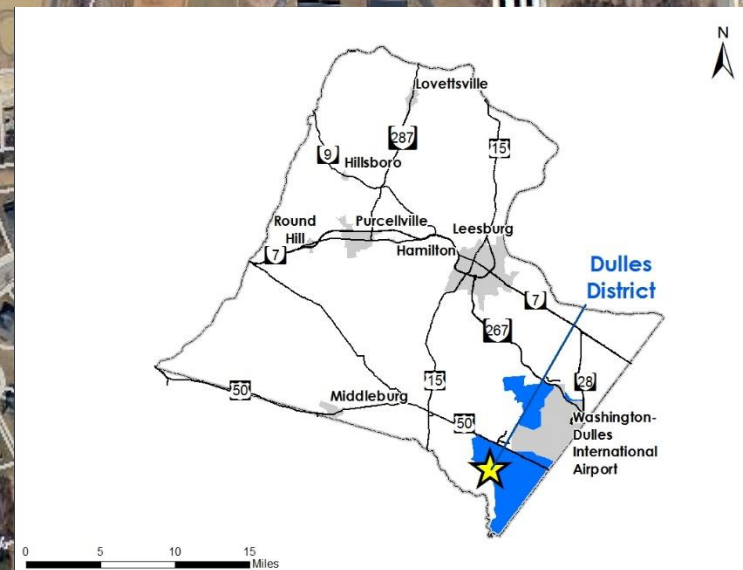 N
Lovettsville
287
15
9
Hillsboro
Round
Hill
Purcellville
Leesburg
Hamilton
7
Dulles
District
7
267
15
28
50
Middleburg
50
Washington-
Dulles
International
Airport
0 5 10 15
Miles